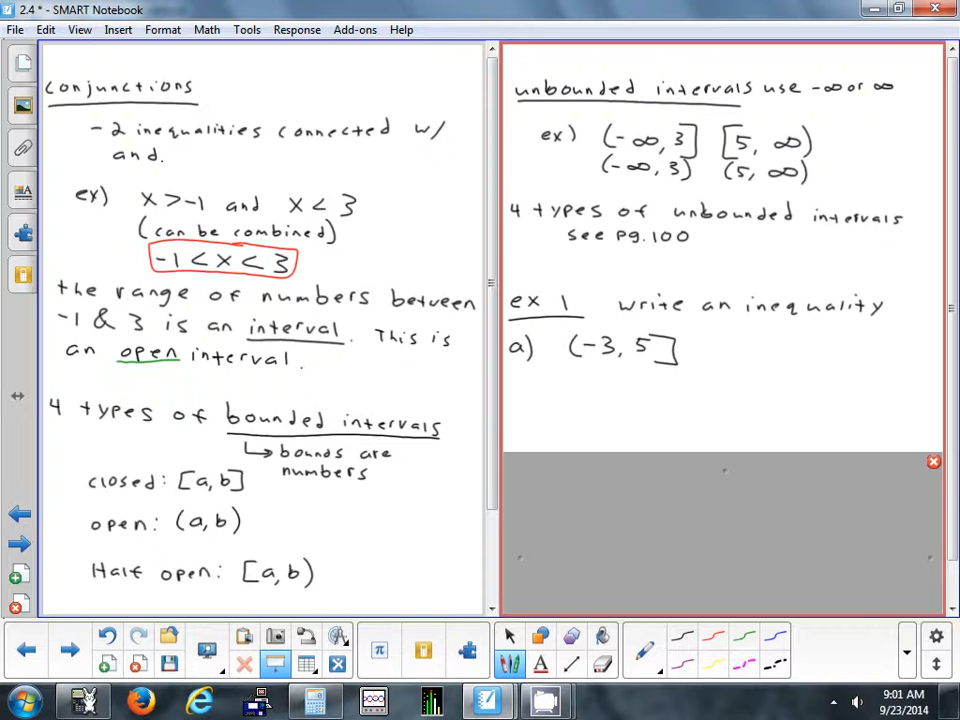 2.4 * - SMART Notebook
File Edit View Insert Format Math Tools Response Add-ons Help
conjunctions
- 2 inequalities connected w/
and.
ex) x > -1 and x < 3
(can be combined)
-1 < x < 3
the range of numbers between
-1 & 3 is an interval. This is
an open interval.
4 types of bounded intervals
↳ bounds are
numbers
closed: [a, b]
open: (a, b)
Half open: [a, b)
unbounded intervals use -∞ or ∞
ex) (-∞, 3] [5, ∞)
(-∞, 3) (5, ∞)
4 types of unbounded intervals
see pg. 100
ex 1 write an inequality
a) (-3, 5]
9:01 AM
9/23/2014